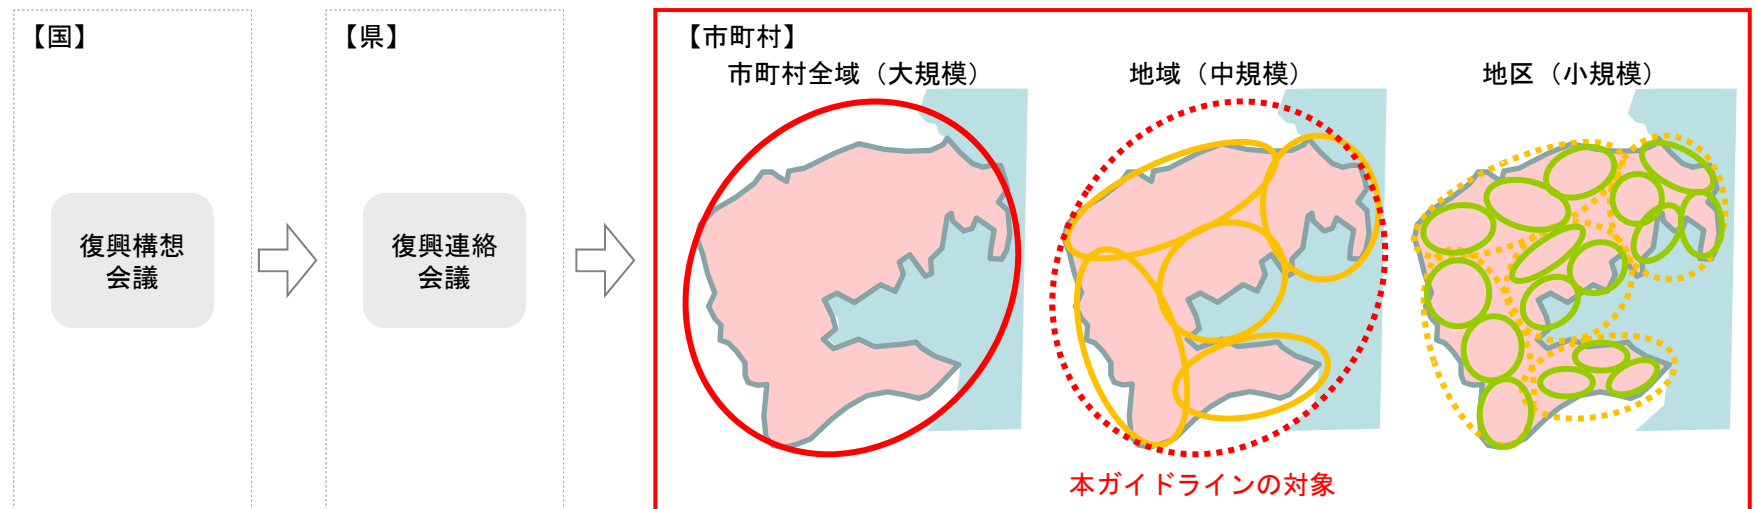 【国】
復興構想
会議
【県】
復興連絡
会議
【市町村】
市町村全域（大規模）
地域（中規模）
地区（小規模）
本ガイドラインの対象